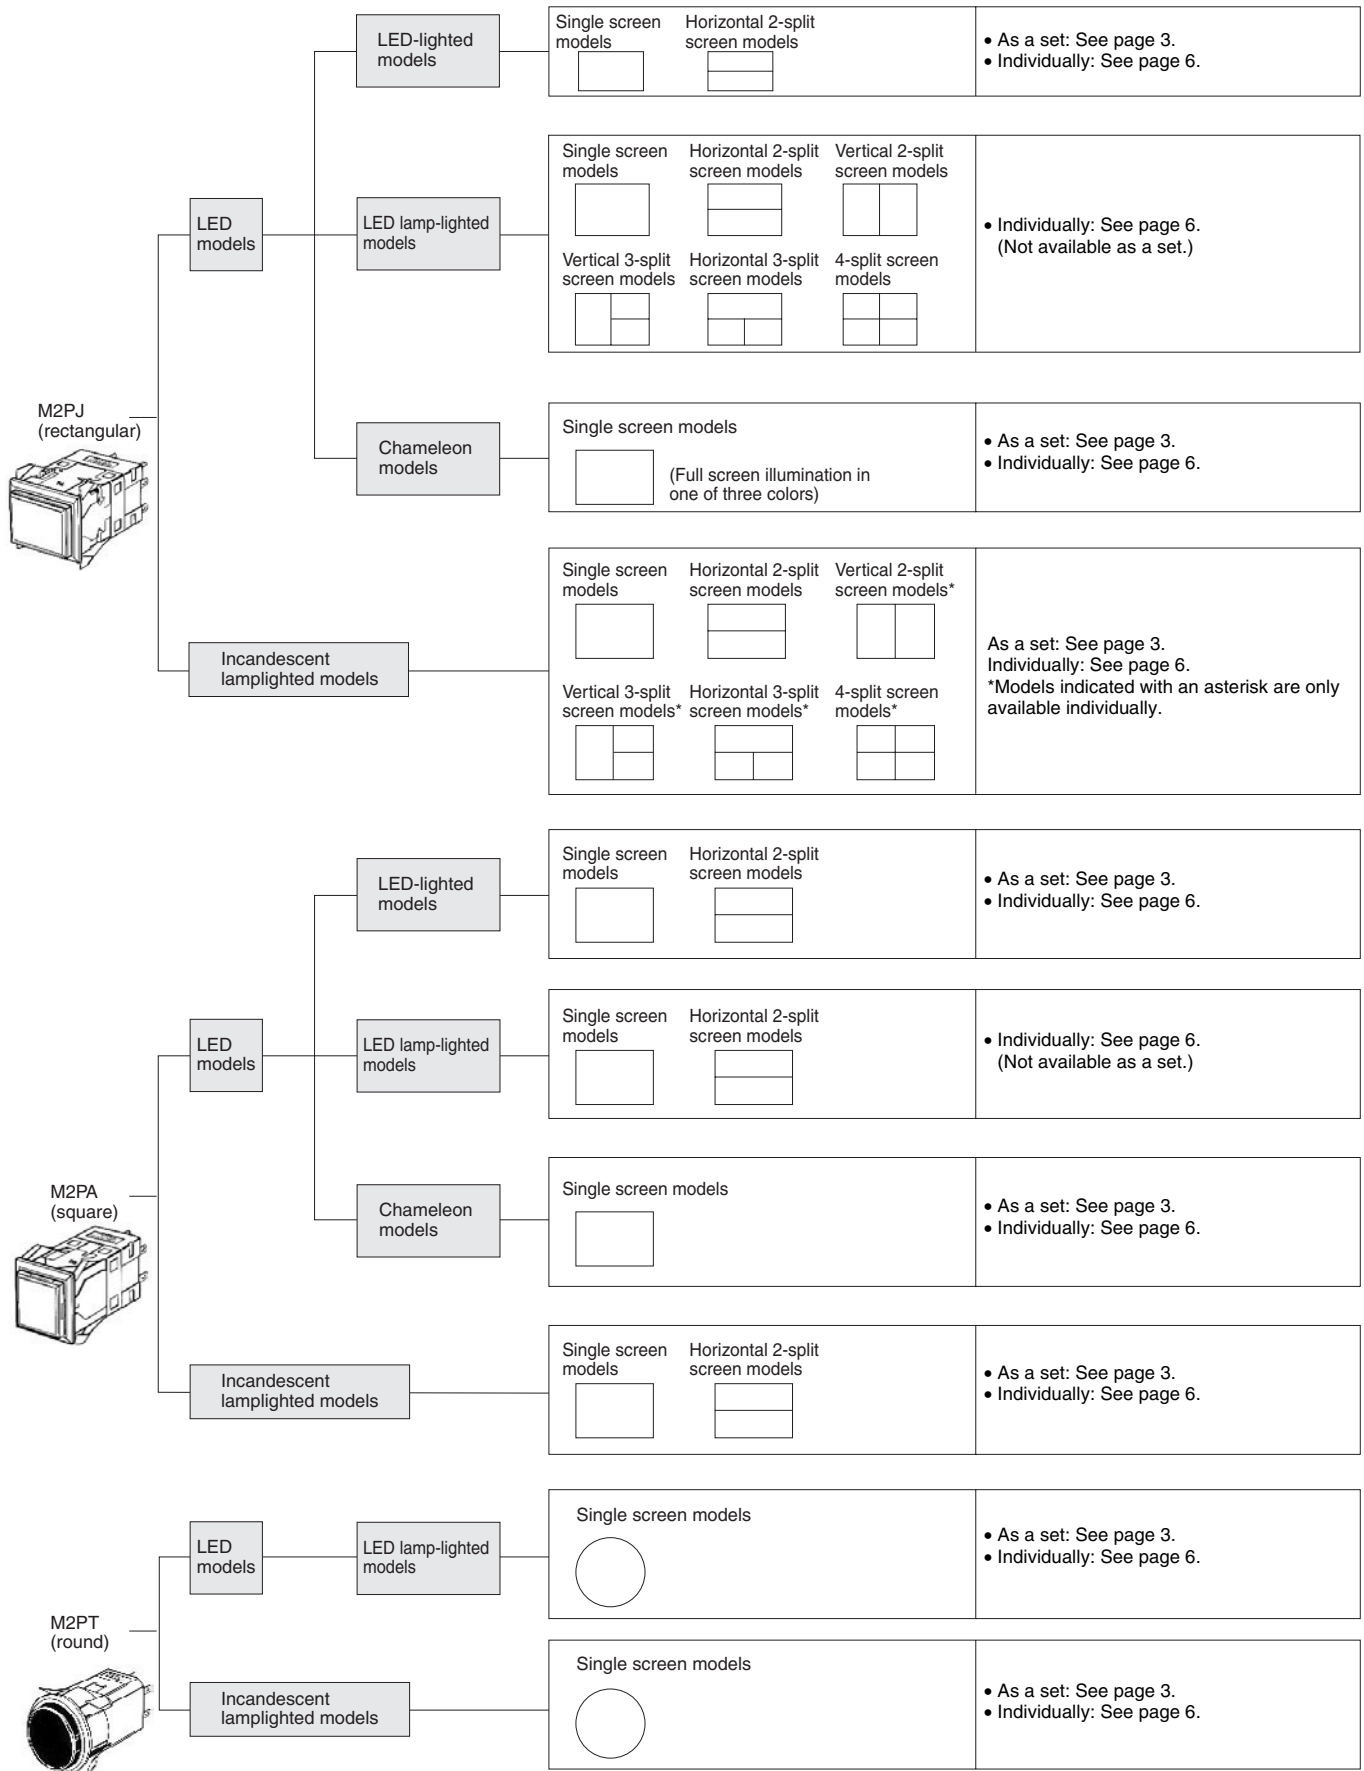 LED-lighted
models
Single screen
models
Horizontal 2-split
screen models
• As a set: See page 3.
• Individually: See page 6.
LED
models
LED lamp-lighted
models
Single screen
models
Horizontal 2-split
screen models
Vertical 2-split
screen models
Vertical 3-split
screen models
Horizontal 3-split
screen models
4-split screen
models
• Individually: See page 6.
(Not available as a set.)
M2PJ
(rectangular)
Chameleon
models
Single screen models
(Full screen illumination in
one of three colors)
• As a set: See page 3.
• Individually: See page 6.
Incandescent
lamplighted models
Single screen
models
Horizontal 2-split
screen models
Vertical 2-split
screen models*
Vertical 3-split
screen models*
Horizontal 3-split
screen models*
4-split screen
models*
As a set: See page 3.
Individually: See page 6.
*Models indicated with an asterisk are only
available individually.
LED-lighted
models
Single screen
models
Horizontal 2-split
screen models
• As a set: See page 3.
• Individually: See page 6.
LED
models
LED lamp-lighted
models
Single screen
models
Horizontal 2-split
screen models
• Individually: See page 6.
(Not available as a set.)
M2PA
(square)
Chameleon
models
Single screen models
• As a set: See page 3.
• Individually: See page 6.
Incandescent
lamplighted models
Single screen
models
Horizontal 2-split
screen models
• As a set: See page 3.
• Individually: See page 6.
LED
models
LED lamp-lighted
models
Single screen models
• As a set: See page 3.
• Individually: See page 6.
M2PT
(round)
Incandescent
lamplighted models
Single screen models
• As a set: See page 3.
• Individually: See page 6.